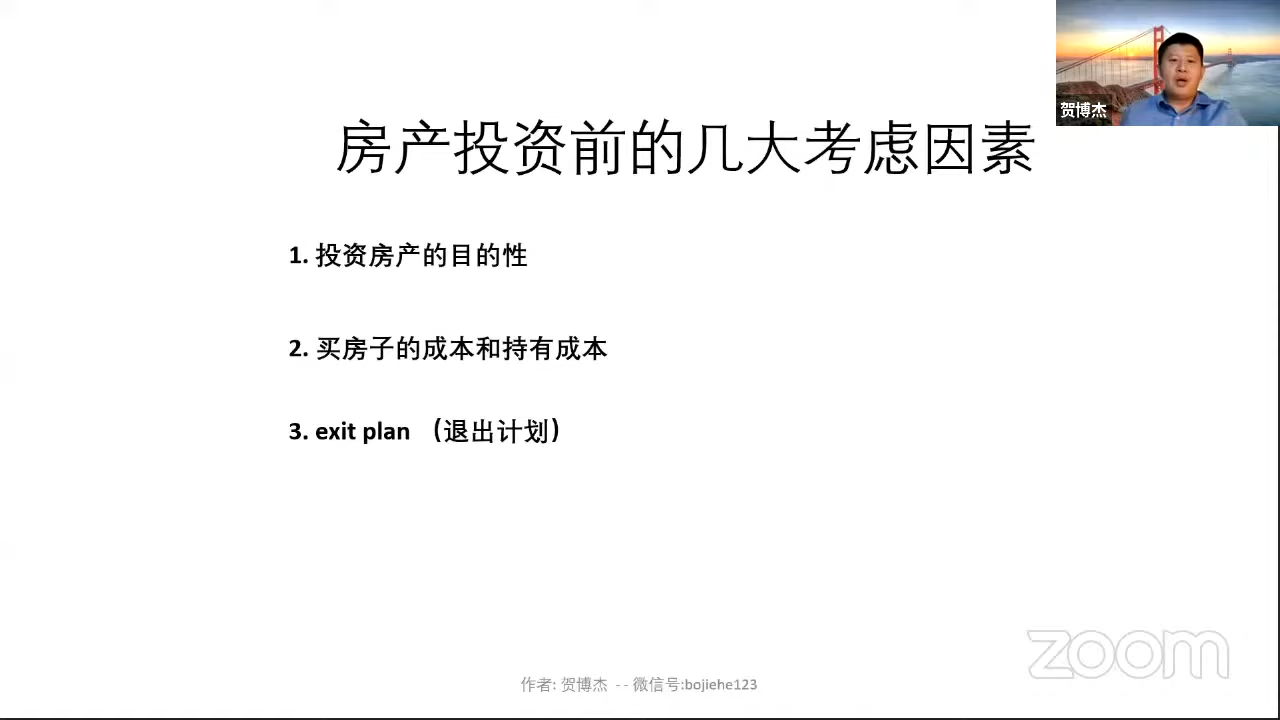 贺博杰
房产投资前的几大考虑因素
1. 投资房产的目的性
2. 买房子的成本和持有成本
3. exit plan （退出计划）
zoom
作者: 贺博杰 -- 微信号:bojiehe123